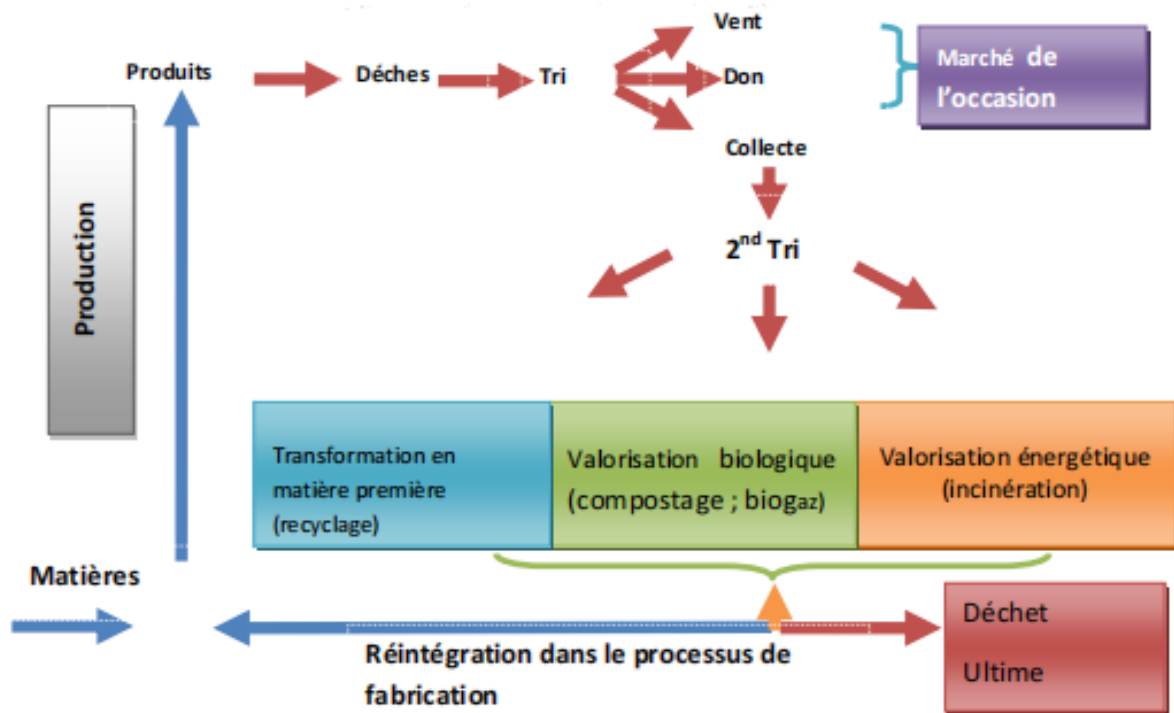 Vent
Produits
Déches
Tri
Don
Marché de
l'occasion
Collecte
2nd Tri
Production
Transformation en
matière première
(recyclage)
Valorisation biologique
(compostage ; biogaz)
Valorisation énergétique
(incinération)
Matières
Réintégration dans le processus de
fabrication
Déchet
Ultime